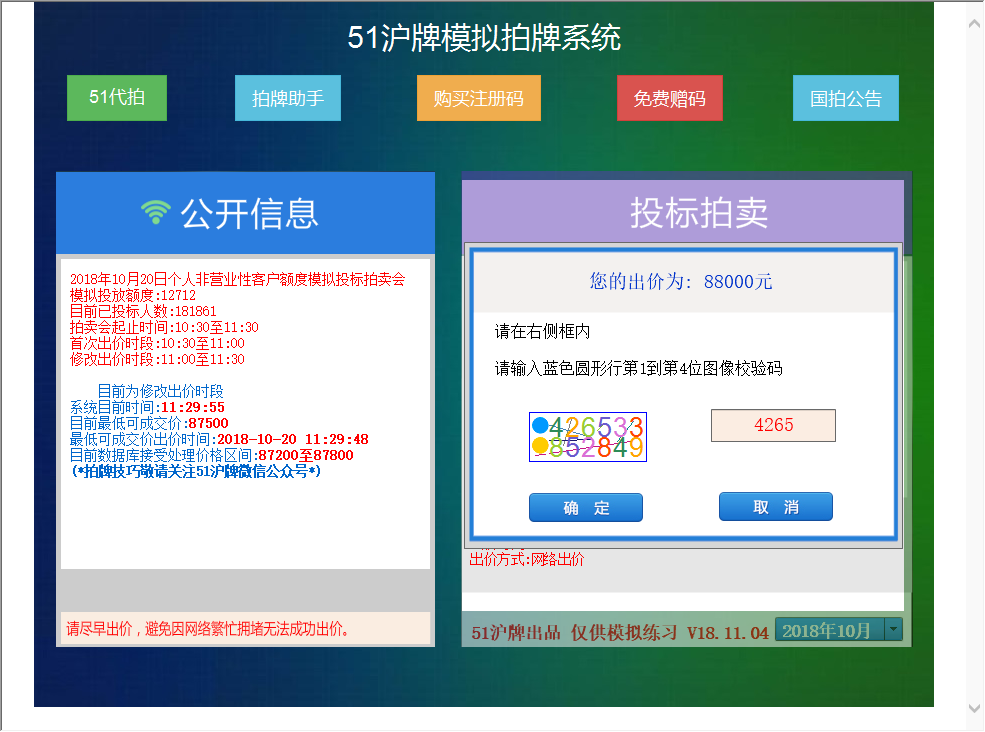 51沪牌模拟拍牌系统
51代拍
拍牌助手
购买注册码
免费赠码
国拍公告
公开信息
2018年10月20日个人非营业性客户额度模拟投标拍卖会
模拟投放额度:12712
目前已投标人数:181861
拍卖会起止时间:10:30至11:30
首次出价时段:10:30至11:00
修改出价时段:11:00至11:30
目前为修改出价时段
系统目前时间:11:29:55
目前最低可成交价:87500
最低可成交价出价时间:2018-10-20 11:29:48
目前数据库接受处理价格区间:87200至87800
(*拍牌技巧敬请关注51沪牌微信公众号*)
请尽早出价，避免因网络繁忙拥堵无法成功出价。
投标拍卖
您的出价为: 88000元
请在右侧框内
请输入蓝色圆形行第1到第4位图像校验码
426533
852849
4265
确 定
取 消
出价方式:网络出价
51沪牌出品 仅供模拟练习 V18.11.04
2018年10月